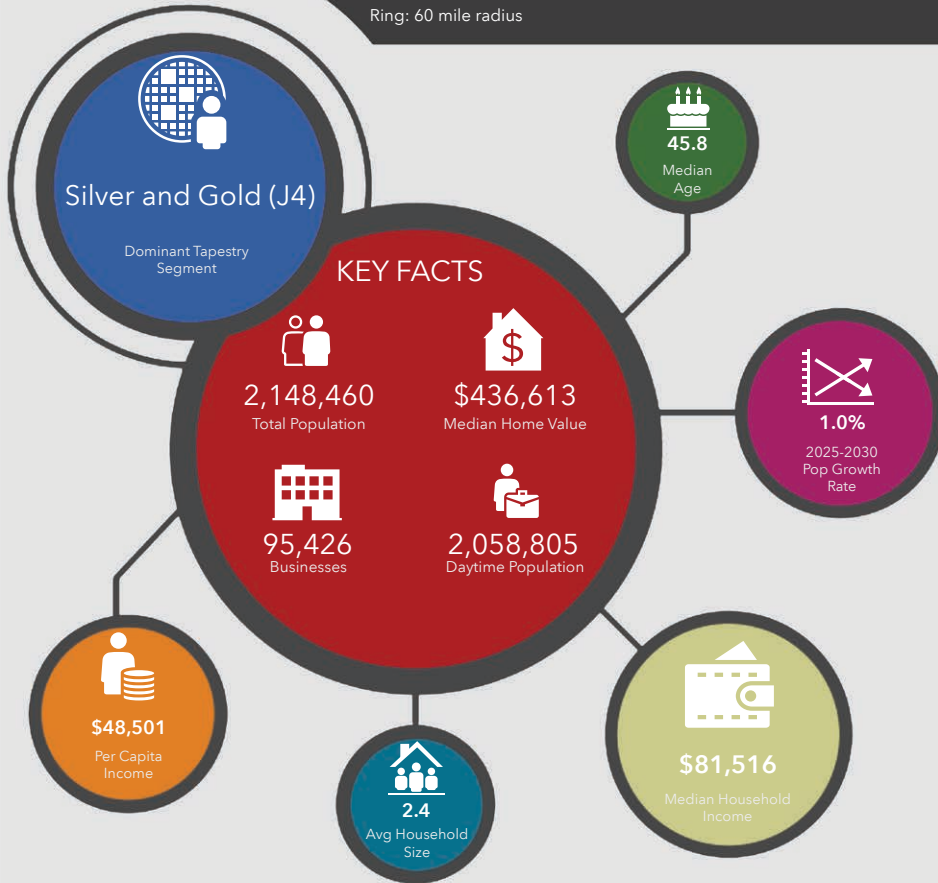 Ring: 60 mile radius
Silver and Gold (J4)
Dominant Tapestry
Segment
KEY FACTS
2,148,460
Total Population
$436,613
Median Home Value
95,426
Businesses
2,058,805
Daytime Population
45.8
Median
Age
1.0%
2025-2030
Pop Growth
Rate
$81,516
Median Household
Income
2.4
Avg Household
Size
$48,501
Per Capita
Income
$